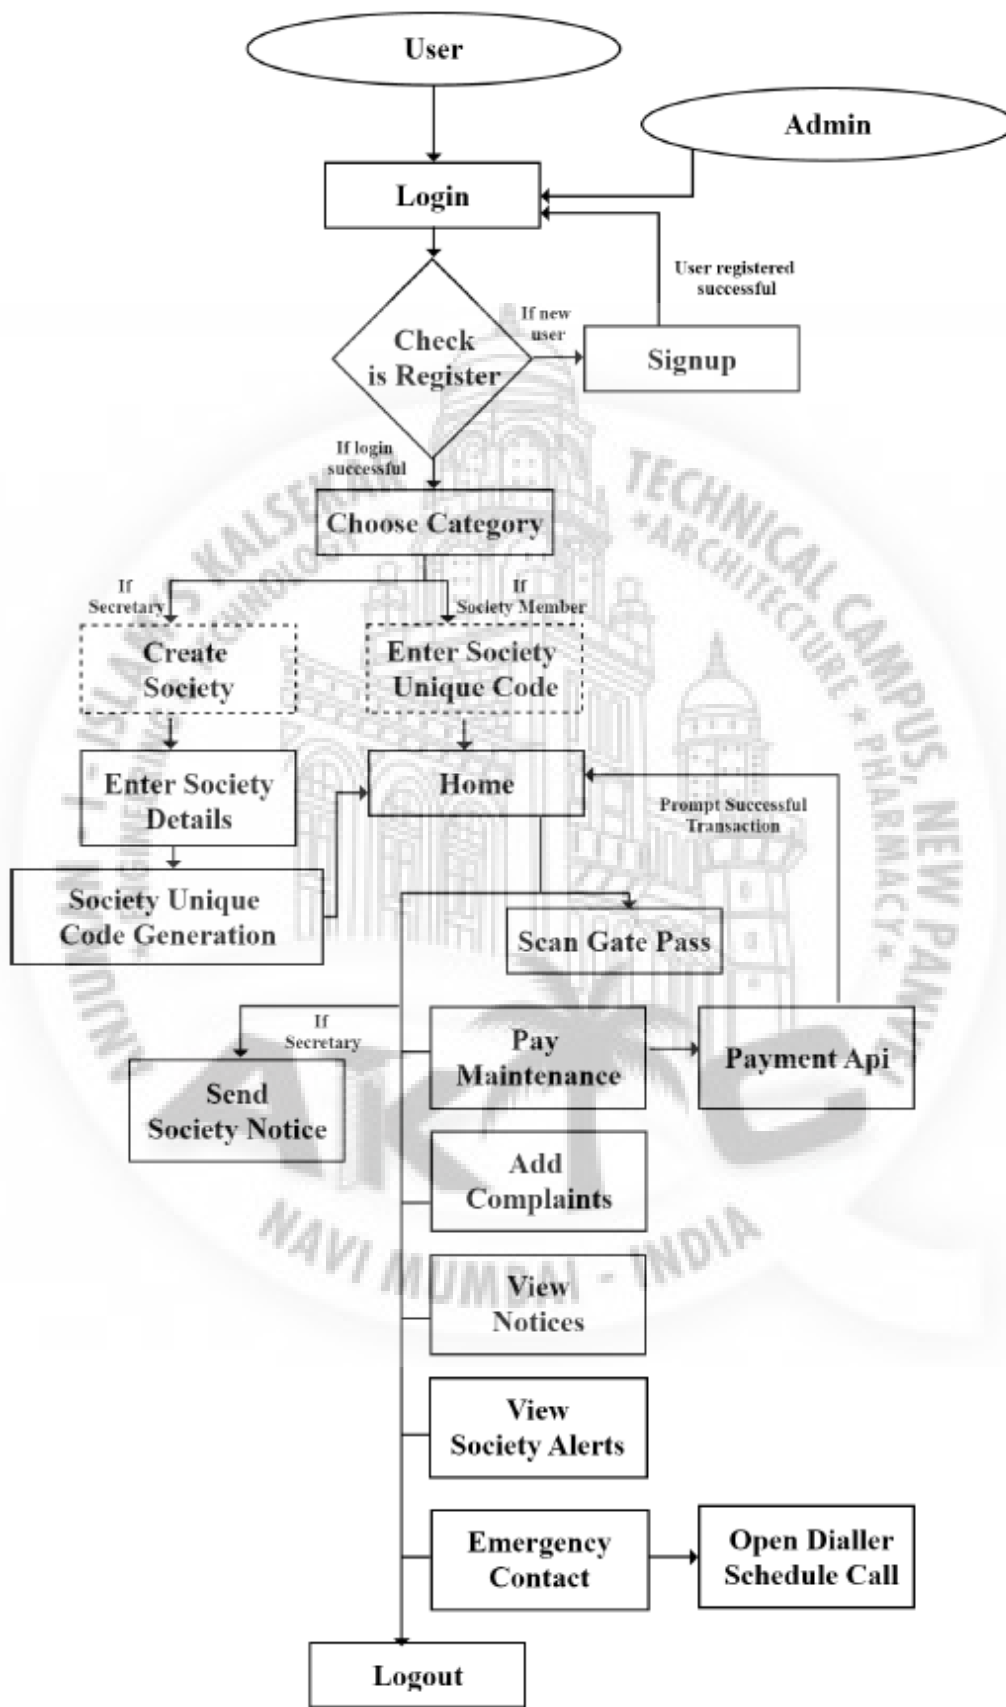 User
Admin
Login
User registered
successful
If new
user
Check
is Register
Signup
If login
successful
Choose Category
If
Secretary
If
Society Member
Create
Society
Enter Society
Unique Code
Enter Society
Details
Home
Prompt Successful
Transaction
Society Unique
Code Generation
Scan Gate Pass
If
Secretary
Pay
Maintenance
Payment Api
Send
Society Notice
Add
Complaints
View
Notices
View
Society Alerts
Emergency
Contact
Open Dialler
Schedule Call
Logout
TECHNICAL CAMPUS, NEW PANVEL
ARCHITECTURE * PHARMACY
KALSEKAR
AKTC
NAVI MUMBAI - INDIA